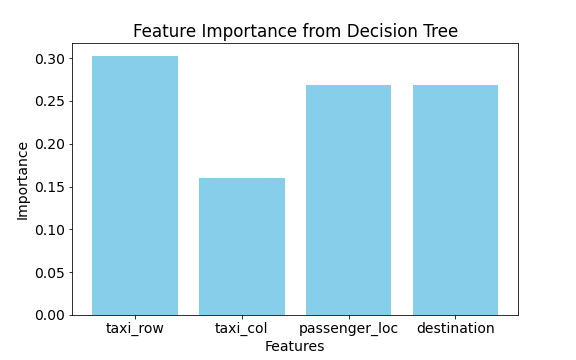 Feature Importance from Decision Tree
Importance
0.30
0.25
0.20
0.15
0.10
0.05
0.00
taxi_row taxi_col passenger_loc destination
Features